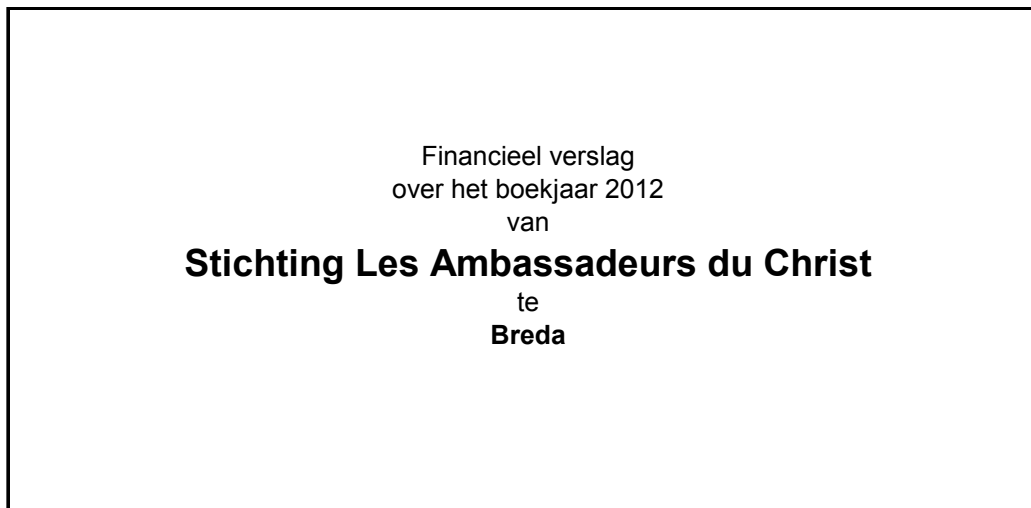 Financieel verslag
over het boekjaar 2012
van
Stichting Les Ambassadeurs du Christ
te
Breda